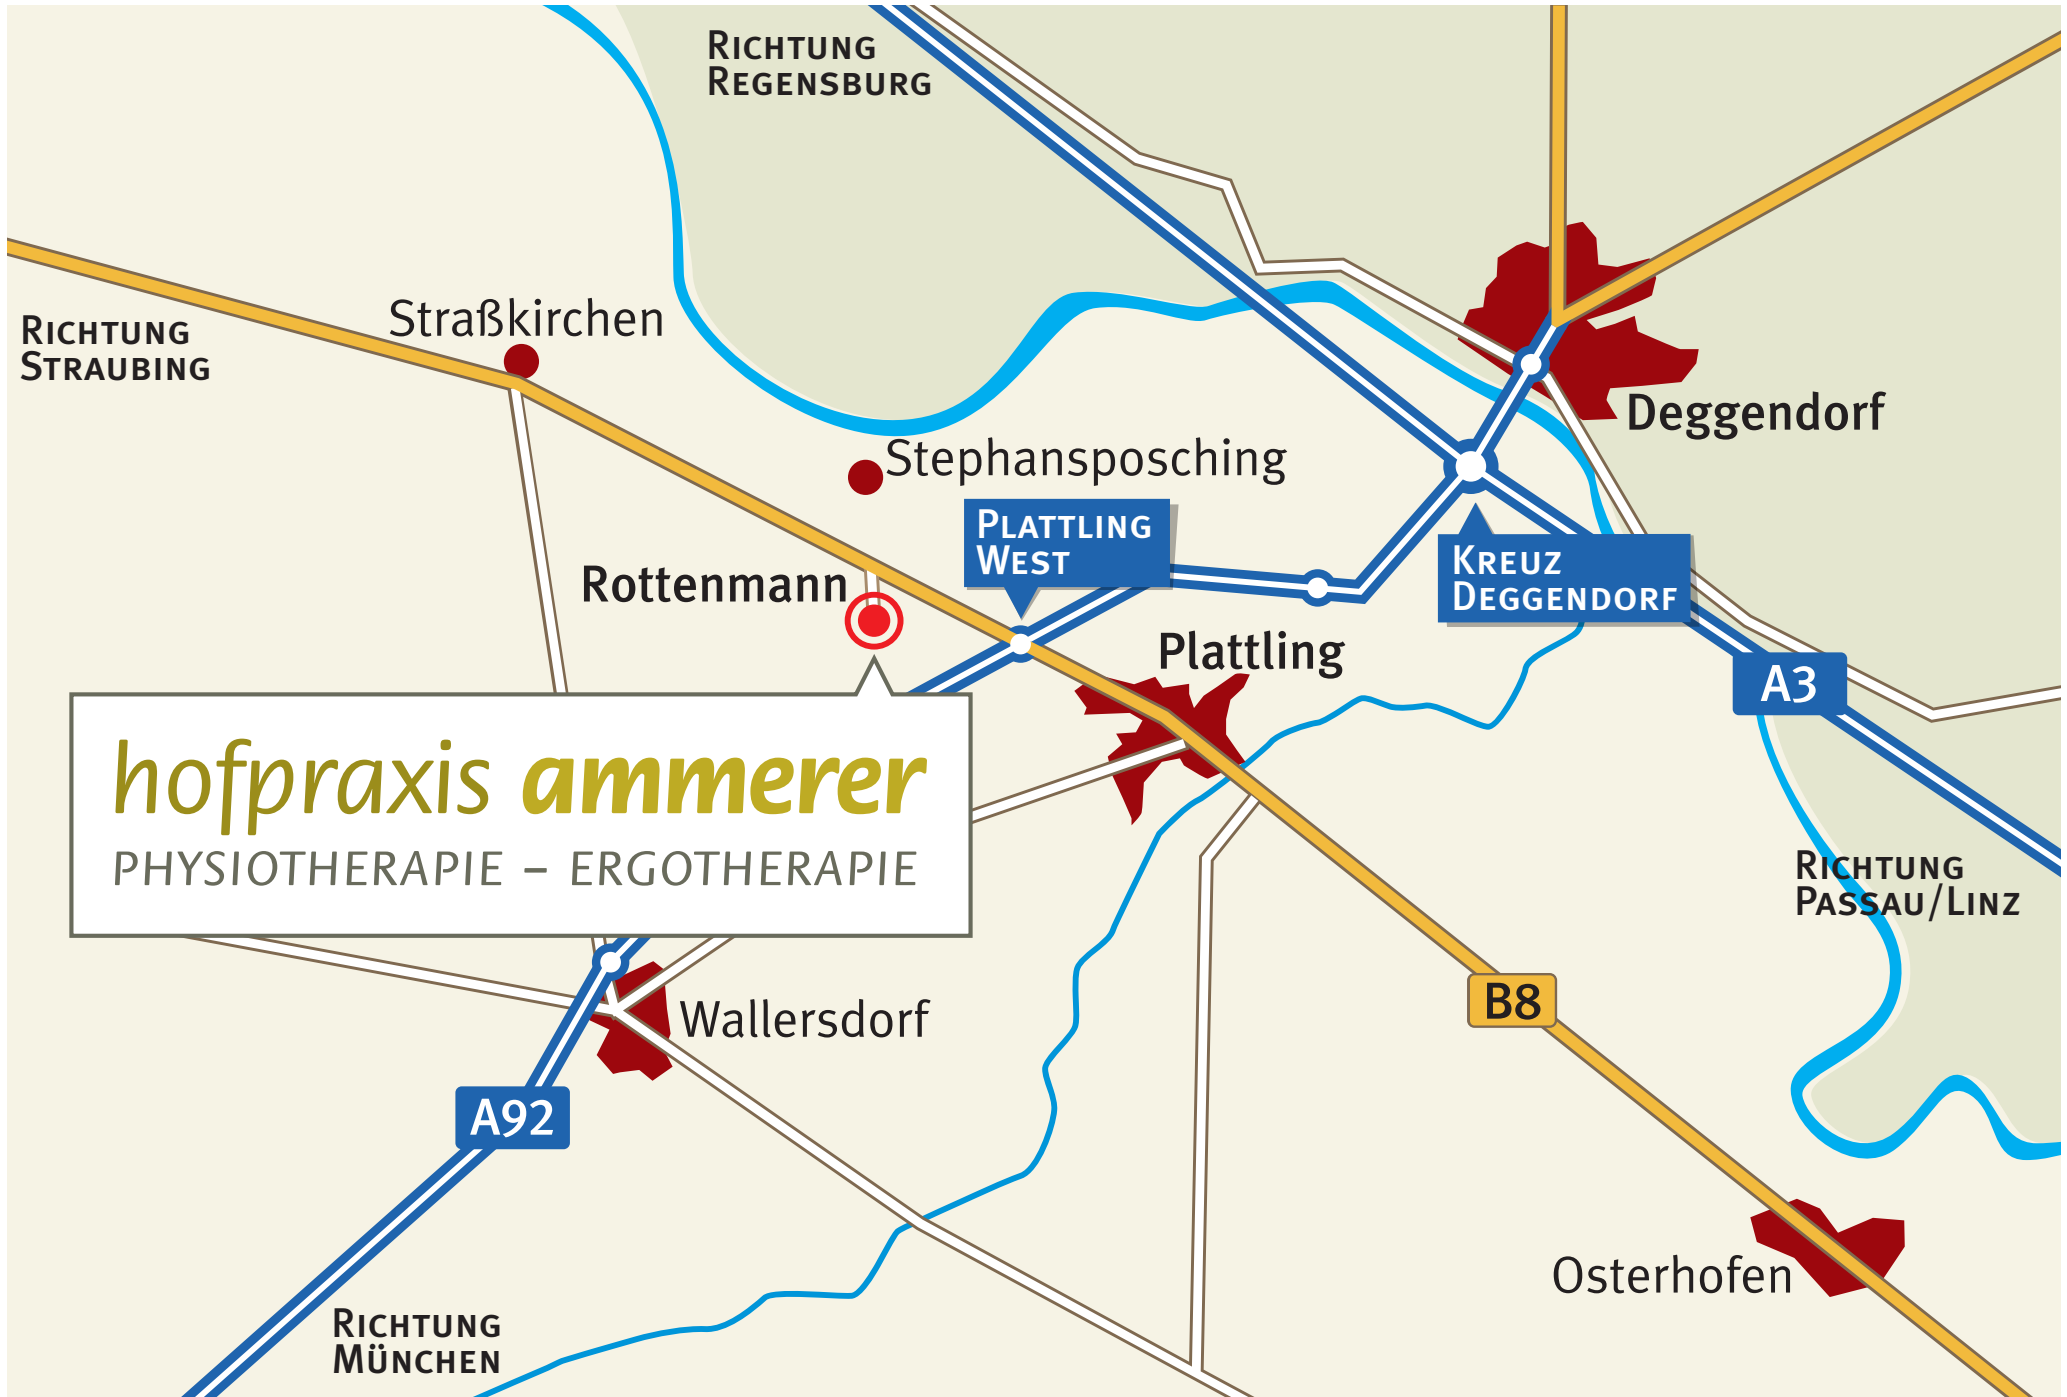 RICHTUNG
REGENSBURG
Straßkirchen
RICHTUNG
STRAUBING
Deggendorf
Stephansposching
PLATTLING
WEST
KREUZ
DEGGENDORF
Rottenmann
Plattling
A3
hofpraxis ammerer
PHYSIOTHERAPIE – ERGOTHERAPIE
RICHTUNG
PASSAU/LINZ
B8
Wallersdorf
A92
Osterhofen
RICHTUNG
MÜNCHEN